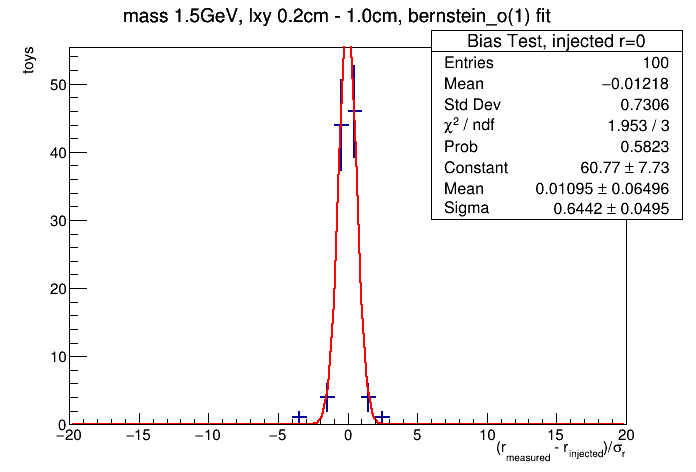 mass 1.5GeV, lxy 0.2cm - 1.0cm, bernstein_o(1) fit
toys
Bias Test, injected r=0
Entries 100
Mean −0.01218
Std Dev 0.7306
χ² / ndf 1.953 / 3
Prob 0.5823
Constant 60.77 ± 7.73
Mean 0.01095 ± 0.06496
Sigma 0.6442 ± 0.0495
50
40
30
20
10
0
−20 −15 −10 −5 0 5 10 15 20
(r_measured - r_injected)/σ_r